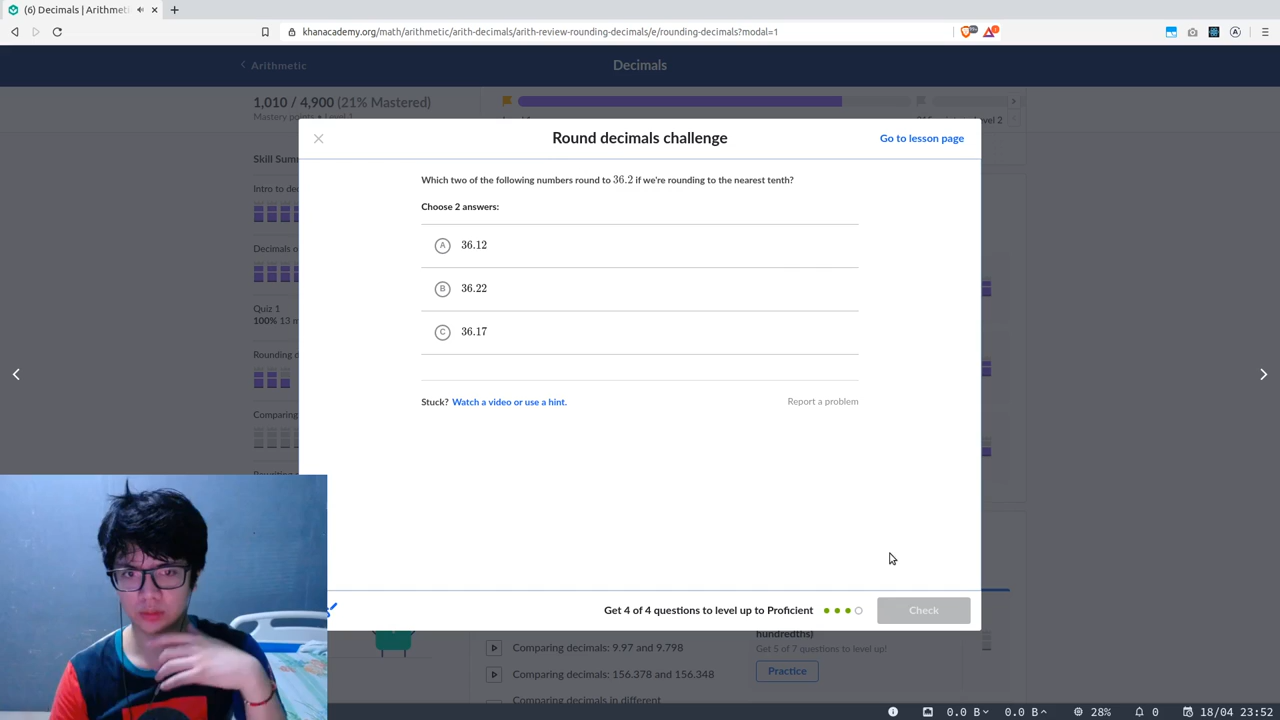 (6) Decimals | Arithmeti
khanacademy.org/math/arithmetic/arith-decimals/arith-review-rounding-decimals/e/rounding-decimals?modal=1
Arithmetic
Decimals
1,010 / 4,900 (21% Mastered)
Mastery points • Level 1
Level 2
Round decimals challenge
Go to lesson page
Skill Summ
Intro to dec
Decimals o
Quiz 1
100% 13 m
Rounding d
Comparing
Which two of the following numbers round to 36.2 if we're rounding to the nearest tenth?
Choose 2 answers:
A 36.12
B 36.22
C 36.17
Stuck? Watch a video or use a hint.
Report a problem
Get 4 of 4 questions to level up to Proficient
Check
hundredths)
Get 5 of 7 questions to level up!
Practice
Comparing decimals: 9.97 and 9.798
Comparing decimals: 156.378 and 156.348
Comparing decimals in different
0.0 B
0.0 B
28%
0
18/04 23:52